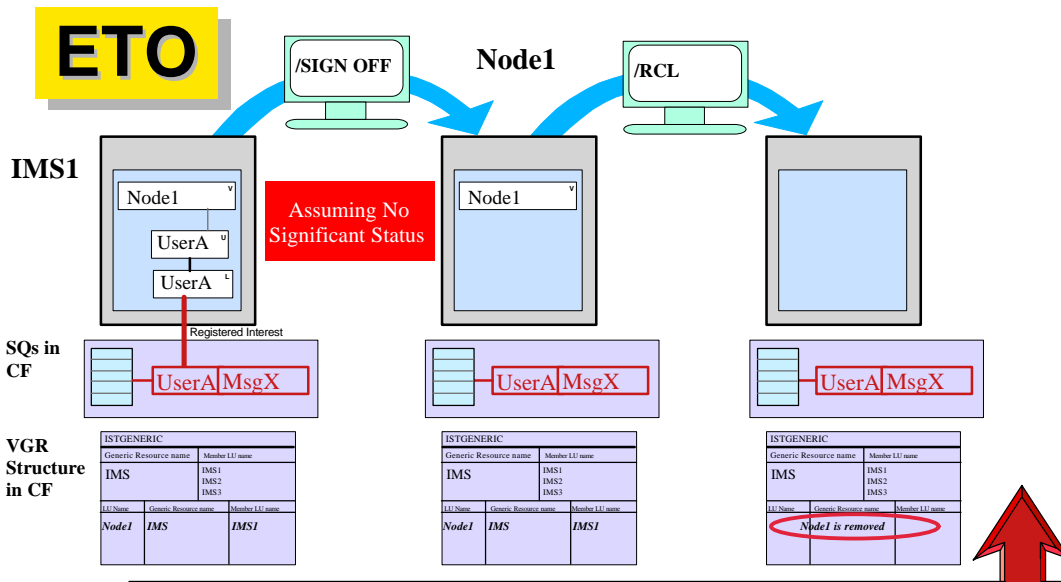 ETO
/SIGN OFF
Node1
/RCL
IMS1
Node1 V
UserA U
UserA L
Assuming No
Significant Status
Node1 V
Registered Interest
SQs in
CF
UserA MsgX
UserA MsgX
UserA MsgX
VGR
Structure
in CF
ISTGENERIC
Generic Resource name Member LU name
IMS
IMS1
IMS2
IMS3
LU Name Generic Resource name Member LU name
Node1 IMS IMS1
ISTGENERIC
Generic Resource name Member LU name
IMS
IMS1
IMS2
IMS3
LU Name Generic Resource name Member LU name
Node1 IMS IMS1
ISTGENERIC
Generic Resource name Member LU name
IMS
IMS1
IMS2
IMS3
LU Name Generic Resource name Member LU name
Node1 is removed